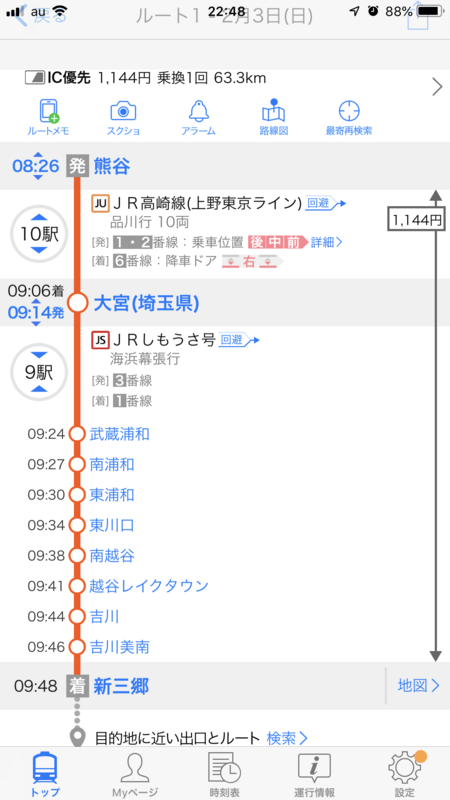 au 22:48 88%
戻る ルート1 - 2月3日(日)
IC優先 1,144円 乗換1回 63.3km
ルートメモ スクショ アラーム 路線図 最寄再検索
08:26 発 熊谷
JU ＪＲ高崎線(上野東京ライン) 回避
1,144円
10駅 品川行 10両
[発] 1・2番線：乗車位置 後 中 前 詳細
[着] 6番線：降車ドア 右
09:06着
大宮(埼玉県)
09:14発
JS ＪＲしもうさ号 回避
9駅 海浜幕張行
[発] 3番線
[着] 1番線
09:24 武蔵浦和
09:27 南浦和
09:30 東浦和
09:34 東川口
09:38 南越谷
09:41 越谷レイクタウン
09:44 吉川
09:46 吉川美南
09:48 着 新三郷 地図
目的地に近い出口とルート 検索
トップ Myページ 時刻表 運行情報 設定